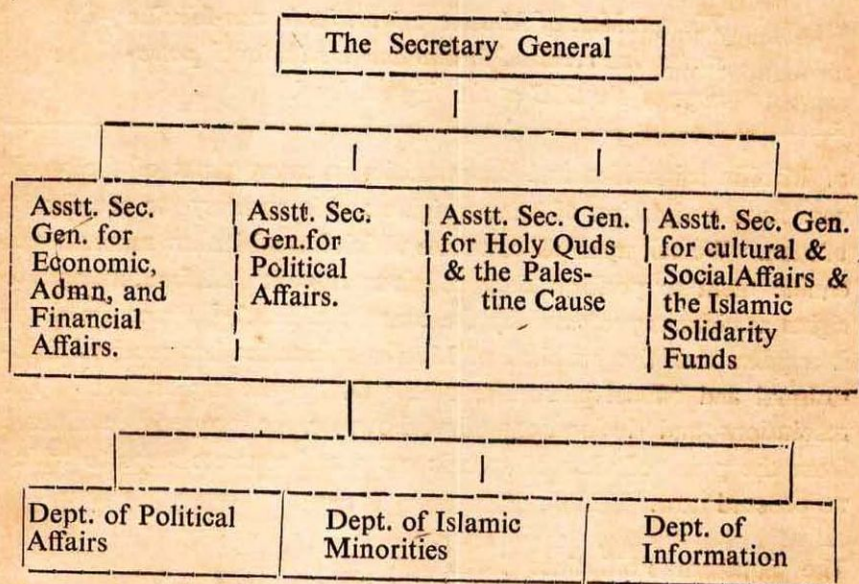 The Secretary General
Asstt. Sec.
Gen. for
Economic,
Admn, and
Financial
Affairs.
Asstt. Sec.
Gen.for
Political
Affairs.
Asstt. Sec. Gen.
for Holy Quds
& the Pales-
tine Cause
Asstt. Sec. Gen.
for cultural &
SocialAffairs &
the Islamic
Solidarity
Funds
Dept. of Political
Affairs
Dept. of Islamic
Minorities
Dept. of
Information